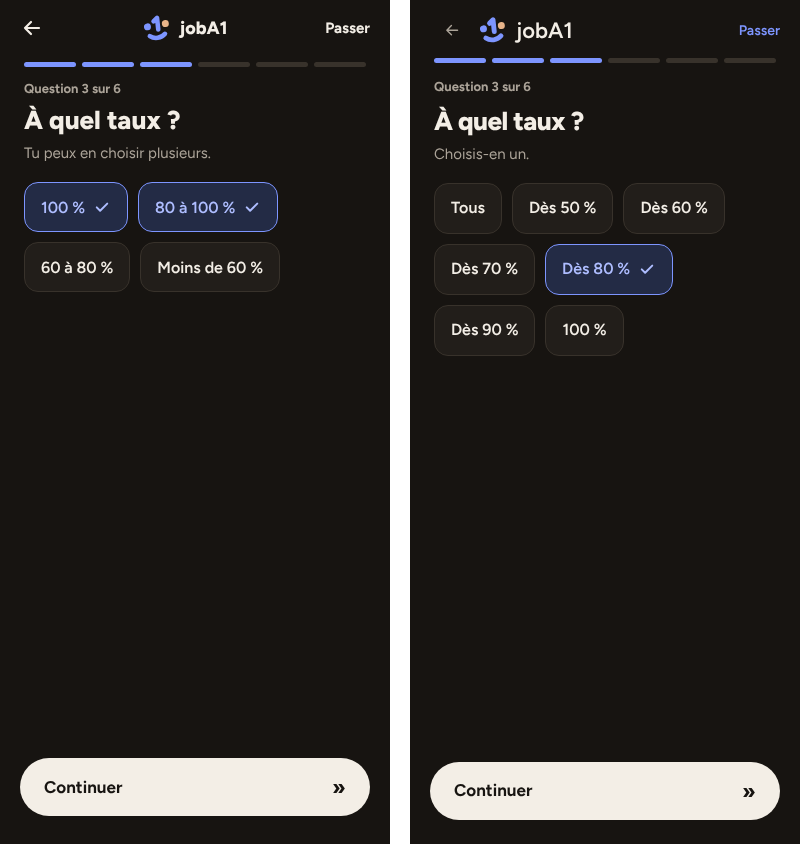 jobA1
Passer
Question 3 sur 6
À quel taux ?
Tu peux en choisir plusieurs.
100 %
80 à 100 %
60 à 80 %
Moins de 60 %
Continuer »
jobA1
Passer
Question 3 sur 6
À quel taux ?
Choisis-en un.
Tous
Dès 50 %
Dès 60 %
Dès 70 %
Dès 80 %
Dès 90 %
100 %
Continuer »